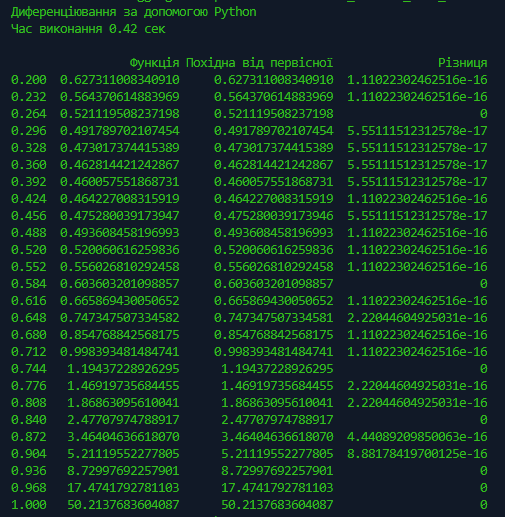 Диференціювання за допомогою Python
Час виконання 0.42 сек
Функція Похідна від первісної Різниця
0.200 0.627311008340910 0.627311008340910 1.11022302462516e-16
0.232 0.564370614883969 0.564370614883969 1.11022302462516e-16
0.264 0.521119508237198 0.521119508237198 0
0.296 0.491789702107454 0.491789702107454 5.55111512312578e-17
0.328 0.473017374415389 0.473017374415389 5.55111512312578e-17
0.360 0.462814421242867 0.462814421242867 5.55111512312578e-17
0.392 0.460057551868731 0.460057551868731 5.55111512312578e-17
0.424 0.464227008315919 0.464227008315919 1.11022302462516e-16
0.456 0.475280039173947 0.475280039173946 5.55111512312578e-17
0.488 0.493608458196993 0.493608458196993 1.11022302462516e-16
0.520 0.520060616259836 0.520060616259836 1.11022302462516e-16
0.552 0.556026810292458 0.556026810292458 1.11022302462516e-16
0.584 0.603603201098857 0.603603201098857 0
0.616 0.665869430050652 0.665869430050652 1.11022302462516e-16
0.648 0.747347507334582 0.747347507334581 2.22044604925031e-16
0.680 0.854768842568175 0.854768842568175 1.11022302462516e-16
0.712 0.998393481484741 0.998393481484741 1.11022302462516e-16
0.744 1.19437228926295 1.19437228926295 0
0.776 1.46919735684455 1.46919735684455 2.22044604925031e-16
0.808 1.86863595610041 1.86863595610041 2.22044604925031e-16
0.840 2.47707974788917 2.47707974788917 0
0.872 3.46404636618070 3.46404636618070 4.44089209850063e-16
0.904 5.21119552277805 5.21119552277805 8.88178419700125e-16
0.936 8.72997692257901 8.72997692257901 0
0.968 17.4741792781103 17.4741792781103 0
1.000 50.2137683604087 50.2137683604087 0